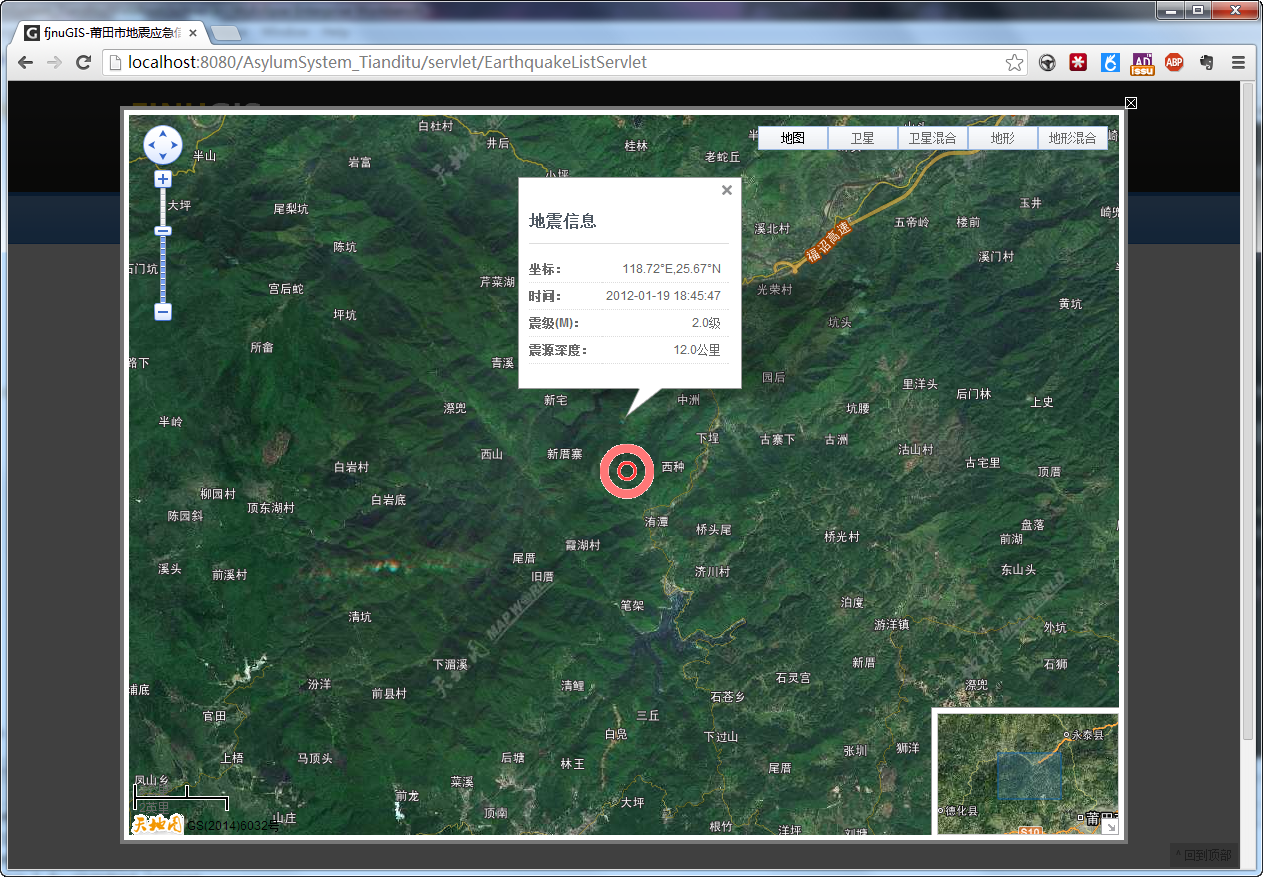 fjnuGIS-莆田市地震应急信
localhost:8080/AsylumSystem_Tianditu/servlet/EarthquakeListServlet
ABP
地图 卫星 卫星混合 地形 地形混合
地震信息
坐标： 118.72°E,25.67°N
时间： 2012-01-19 18:45:47
震级(M)： 2.0级
震源深度： 12.0公里
白杜村
井后
桂林
老蛇丘
半山
岩富
小坪
大坪
尾梨坑
玉井
五帝岭
楼前
溪北村
福诏高速
陈坑
溪门村
石门坑
宫后蛇
芹菜湖
光荣村
黄坑
坪坑
坑头
所畲
路下
青溪
园后
里洋头
后门林
上史
新宅
中洲
漈兜
坑腰
半岭
下埕
古寨下
古洲
西山
新厝寨
西种
沽山村
古宅里
顶厝
白岩村
柳园村
顶东湖村
白岩底
陈园斜
洧潭
桥头尾
桥光村
盘落
前湖
霞湖村
尾厝
旧厝
济川村
东山头
溪头
前溪村
笔架
泊度
清坑
游洋镇
外坑
MAP WORLD
下湄溪
新厝
石狮
石灵宫
漈兜
汾洋
前县村
清鲤
石苍乡
官田
三丘
白凫
下过山
张圳
狮洋
上梧
马顶头
后塘
林王
尾厝
凤山乡
菜溪
前龙
大坪
顶南
山庄
根竹
洋坪
永泰县
德化县
S10
天地图
GS(2014)6032号
^ 回到顶部